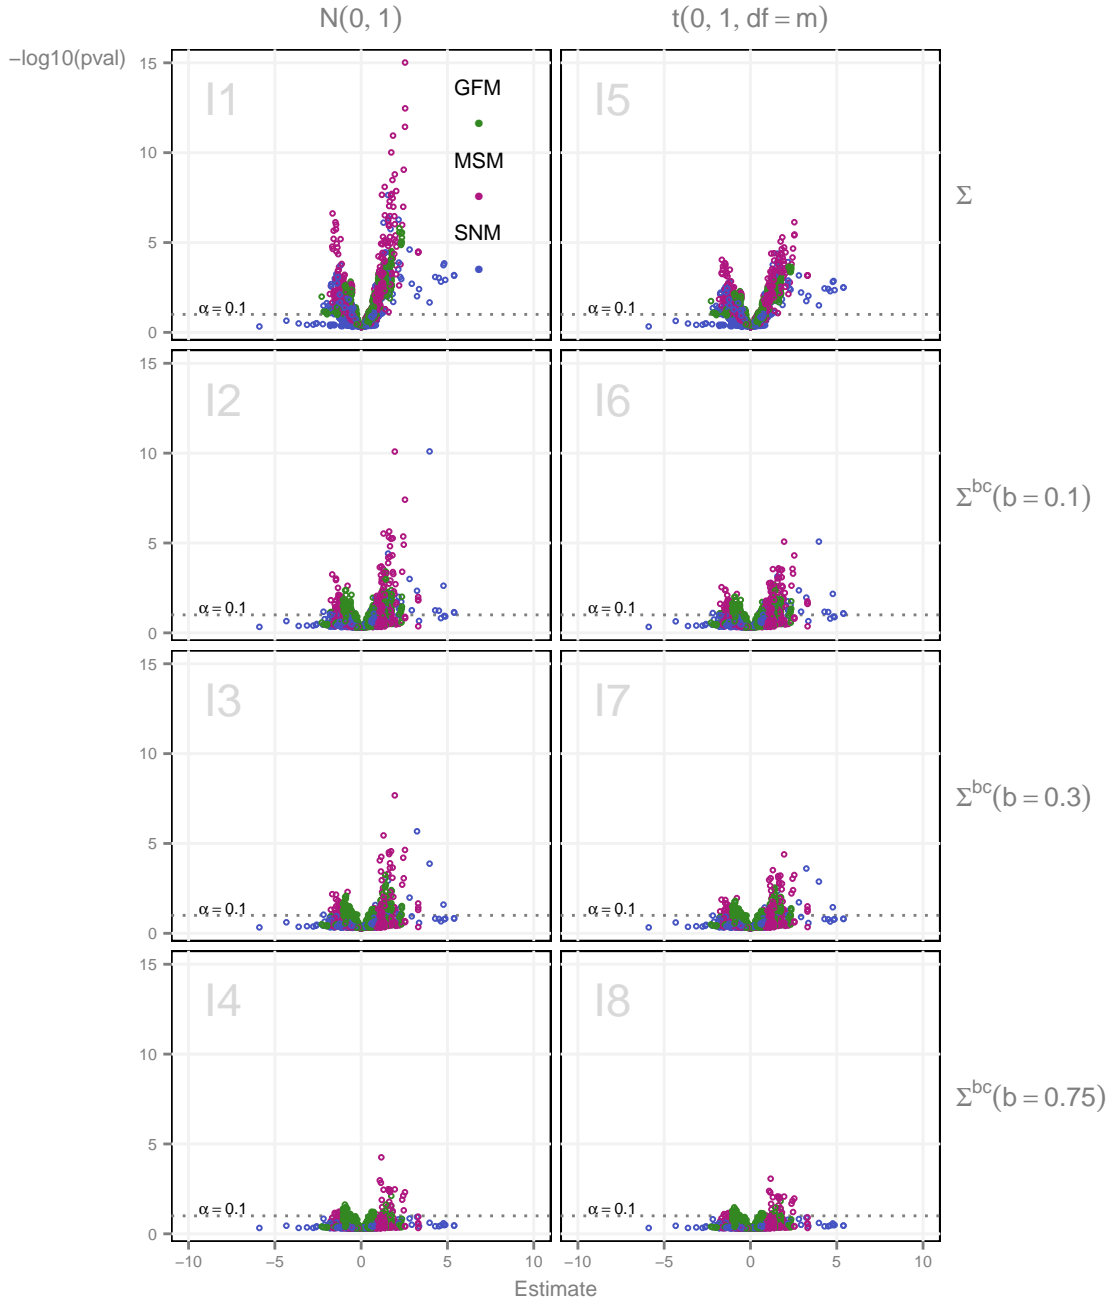 N(0, 1)
t(0, 1, df = m)
−log10(pval)
15
10
5
0
I1
GFM
MSM
SNM
α = 0.1
I5
α = 0.1
Σ
15
10
5
0
I2
α = 0.1
I6
α = 0.1
Σ^bc(b = 0.1)
15
10
5
0
I3
α = 0.1
I7
α = 0.1
Σ^bc(b = 0.3)
15
10
5
0
I4
α = 0.1
I8
α = 0.1
Σ^bc(b = 0.75)
−10 −5 0 5 10
−10 −5 0 5 10
Estimate